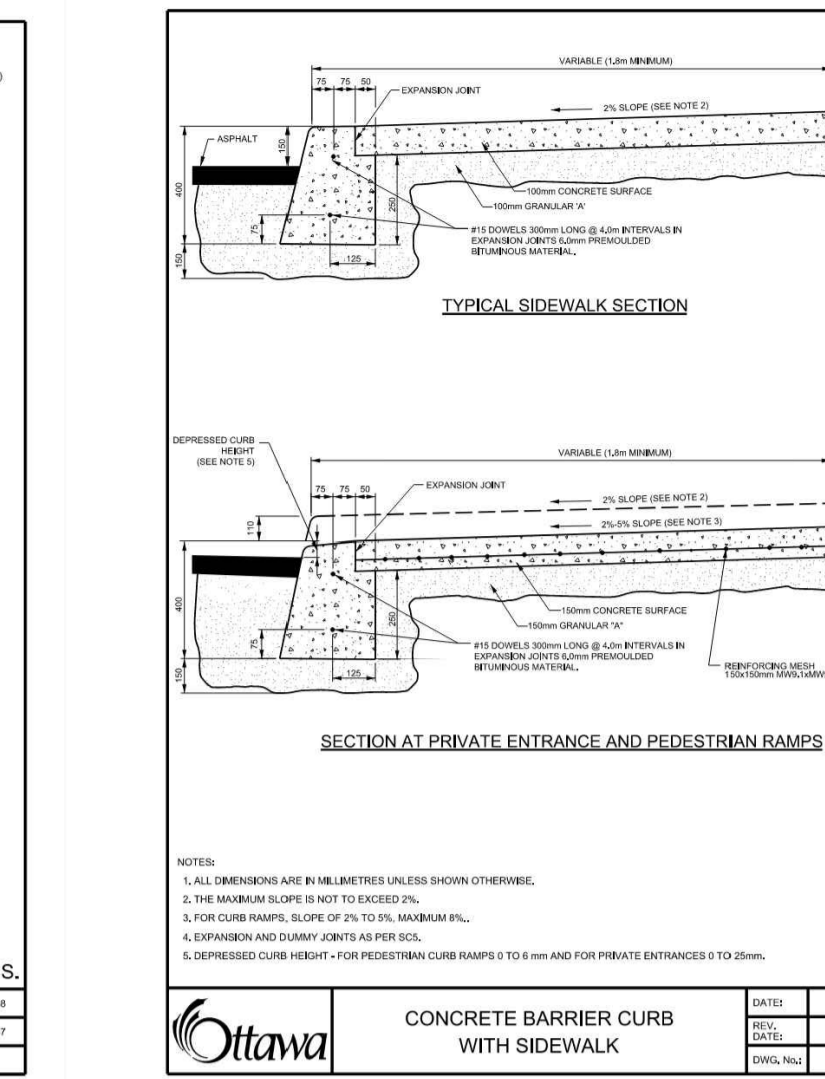 )
S.
8
7
VARIABLE (1.8m MINIMUM)
75 75 50
EXPANSION JOINT
2% SLOPE (SEE NOTE 2)
ASPHALT
150
400
100mm CONCRETE SURFACE
100mm GRANULAR 'A'
250
75
#15 DOWELS 300mm LONG @ 4.0m INTERVALS IN
EXPANSION JOINTS 6.0mm PREMOULDED
BITUMINOUS MATERIAL.
125
150
TYPICAL SIDEWALK SECTION
DEPRESSED CURB
HEIGHT
(SEE NOTE 5)
VARIABLE (1.8m MINIMUM)
75 75 50
EXPANSION JOINT
2% SLOPE (SEE NOTE 2)
110
2%-5% SLOPE (SEE NOTE 3)
400
150mm CONCRETE SURFACE
150mm GRANULAR "A"
250
75
#15 DOWELS 300mm LONG @ 4.0m INTERVALS IN
EXPANSION JOINTS 6.0mm PREMOULDED
BITUMINOUS MATERIAL.
REINFORCING MESH
150x150mm MW9.1xMW9
125
150
SECTION AT PRIVATE ENTRANCE AND PEDESTRIAN RAMPS
NOTES:
1. ALL DIMENSIONS ARE IN MILLIMETRES UNLESS SHOWN OTHERWISE.
2. THE MAXIMUM SLOPE IS NOT TO EXCEED 2%.
3. FOR CURB RAMPS, SLOPE OF 2% TO 5%, MAXIMUM 8%..
4. EXPANSION AND DUMMY JOINTS AS PER SC5.
5. DEPRESSED CURB HEIGHT - FOR PEDESTRIAN CURB RAMPS 0 TO 6 mm AND FOR PRIVATE ENTRANCES 0 TO 25mm.
Ottawa
CONCRETE BARRIER CURB
WITH SIDEWALK
DATE:
REV.
DATE:
DWG. No.: